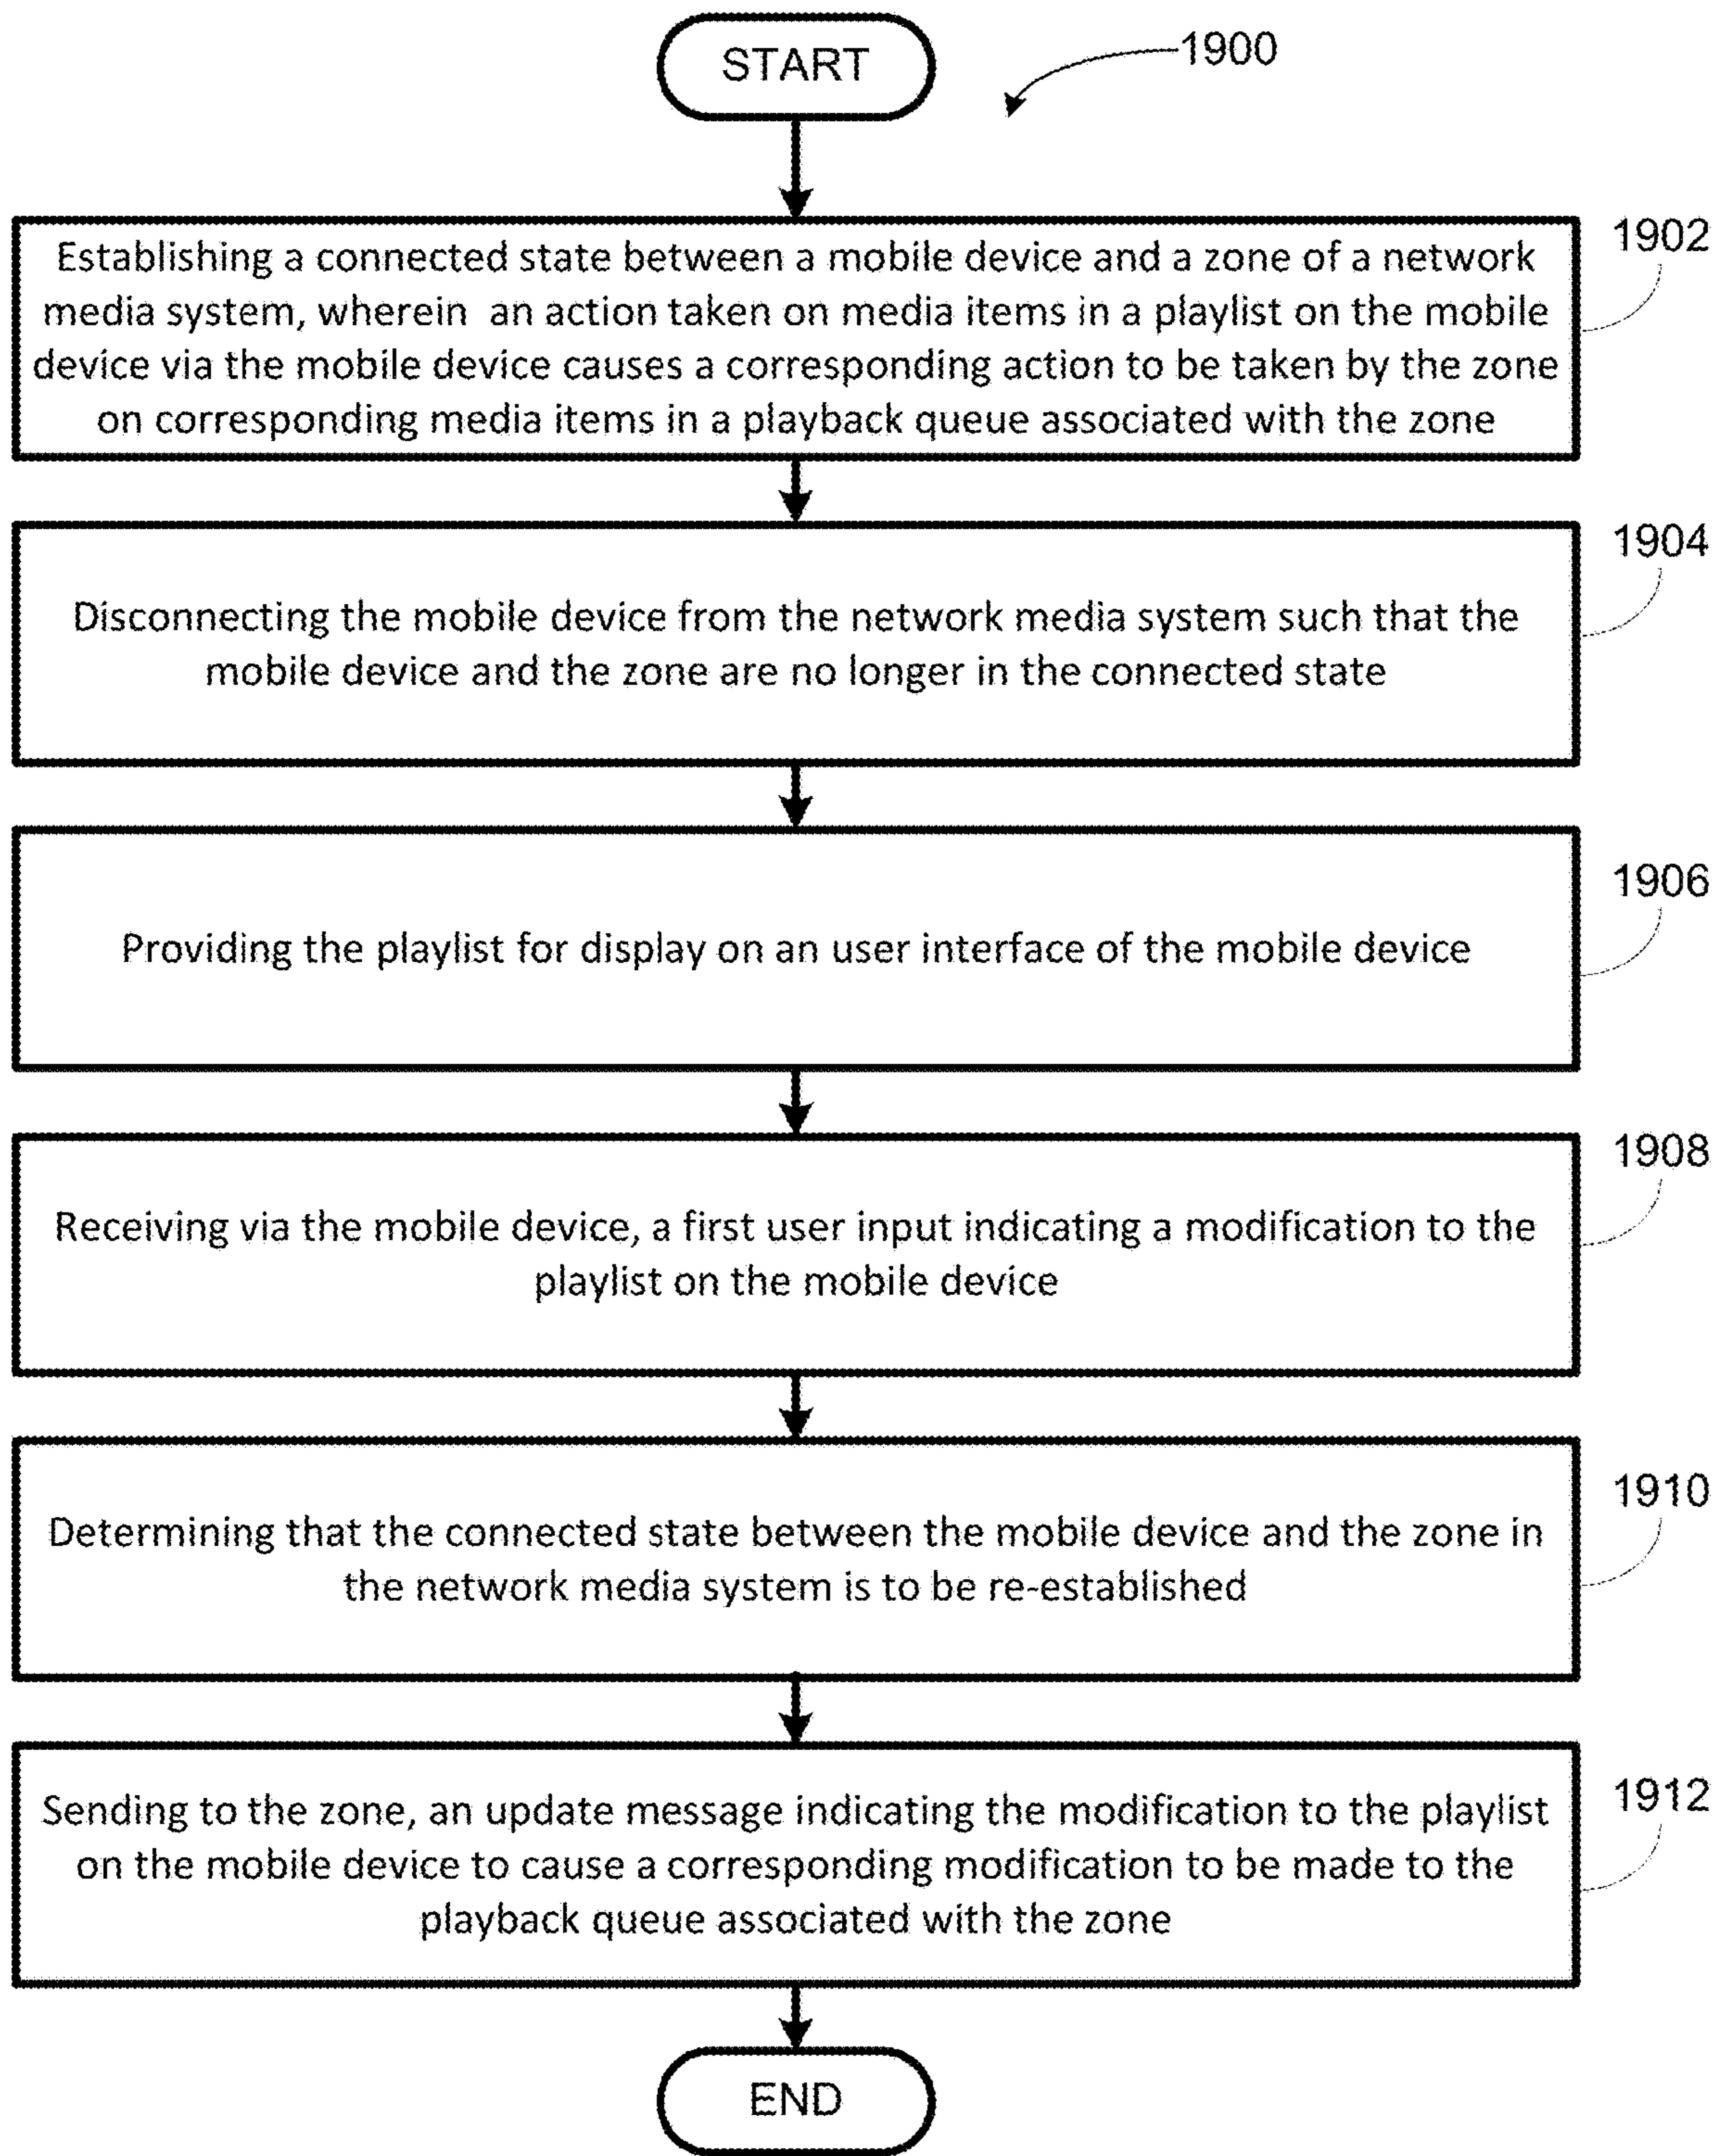 START
1900
Establishing a connected state between a mobile device and a zone of a network
media system, wherein an action taken on media items in a playlist on the mobile
device via the mobile device causes a corresponding action to be taken by the zone
on corresponding media items in a playback queue associated with the zone
1902
Disconnecting the mobile device from the network media system such that the
mobile device and the zone are no longer in the connected state
1904
Providing the playlist for display on an user interface of the mobile device
1906
Receiving via the mobile device, a first user input indicating a modification to the
playlist on the mobile device
1908
Determining that the connected state between the mobile device and the zone in
the network media system is to be re-established
1910
Sending to the zone, an update message indicating the modification to the playlist
on the mobile device to cause a corresponding modification to be made to the
playback queue associated with the zone
1912
END